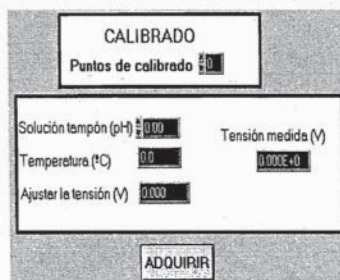 CALIBRADO
Puntos de calibrado 0
Solución tampón (pH) 0.00
Tensión medida (V)
Temperatura (ºC) 0.0
0.000E+0
Ajustar la tensión (V) 0.000
ADQUIRIR